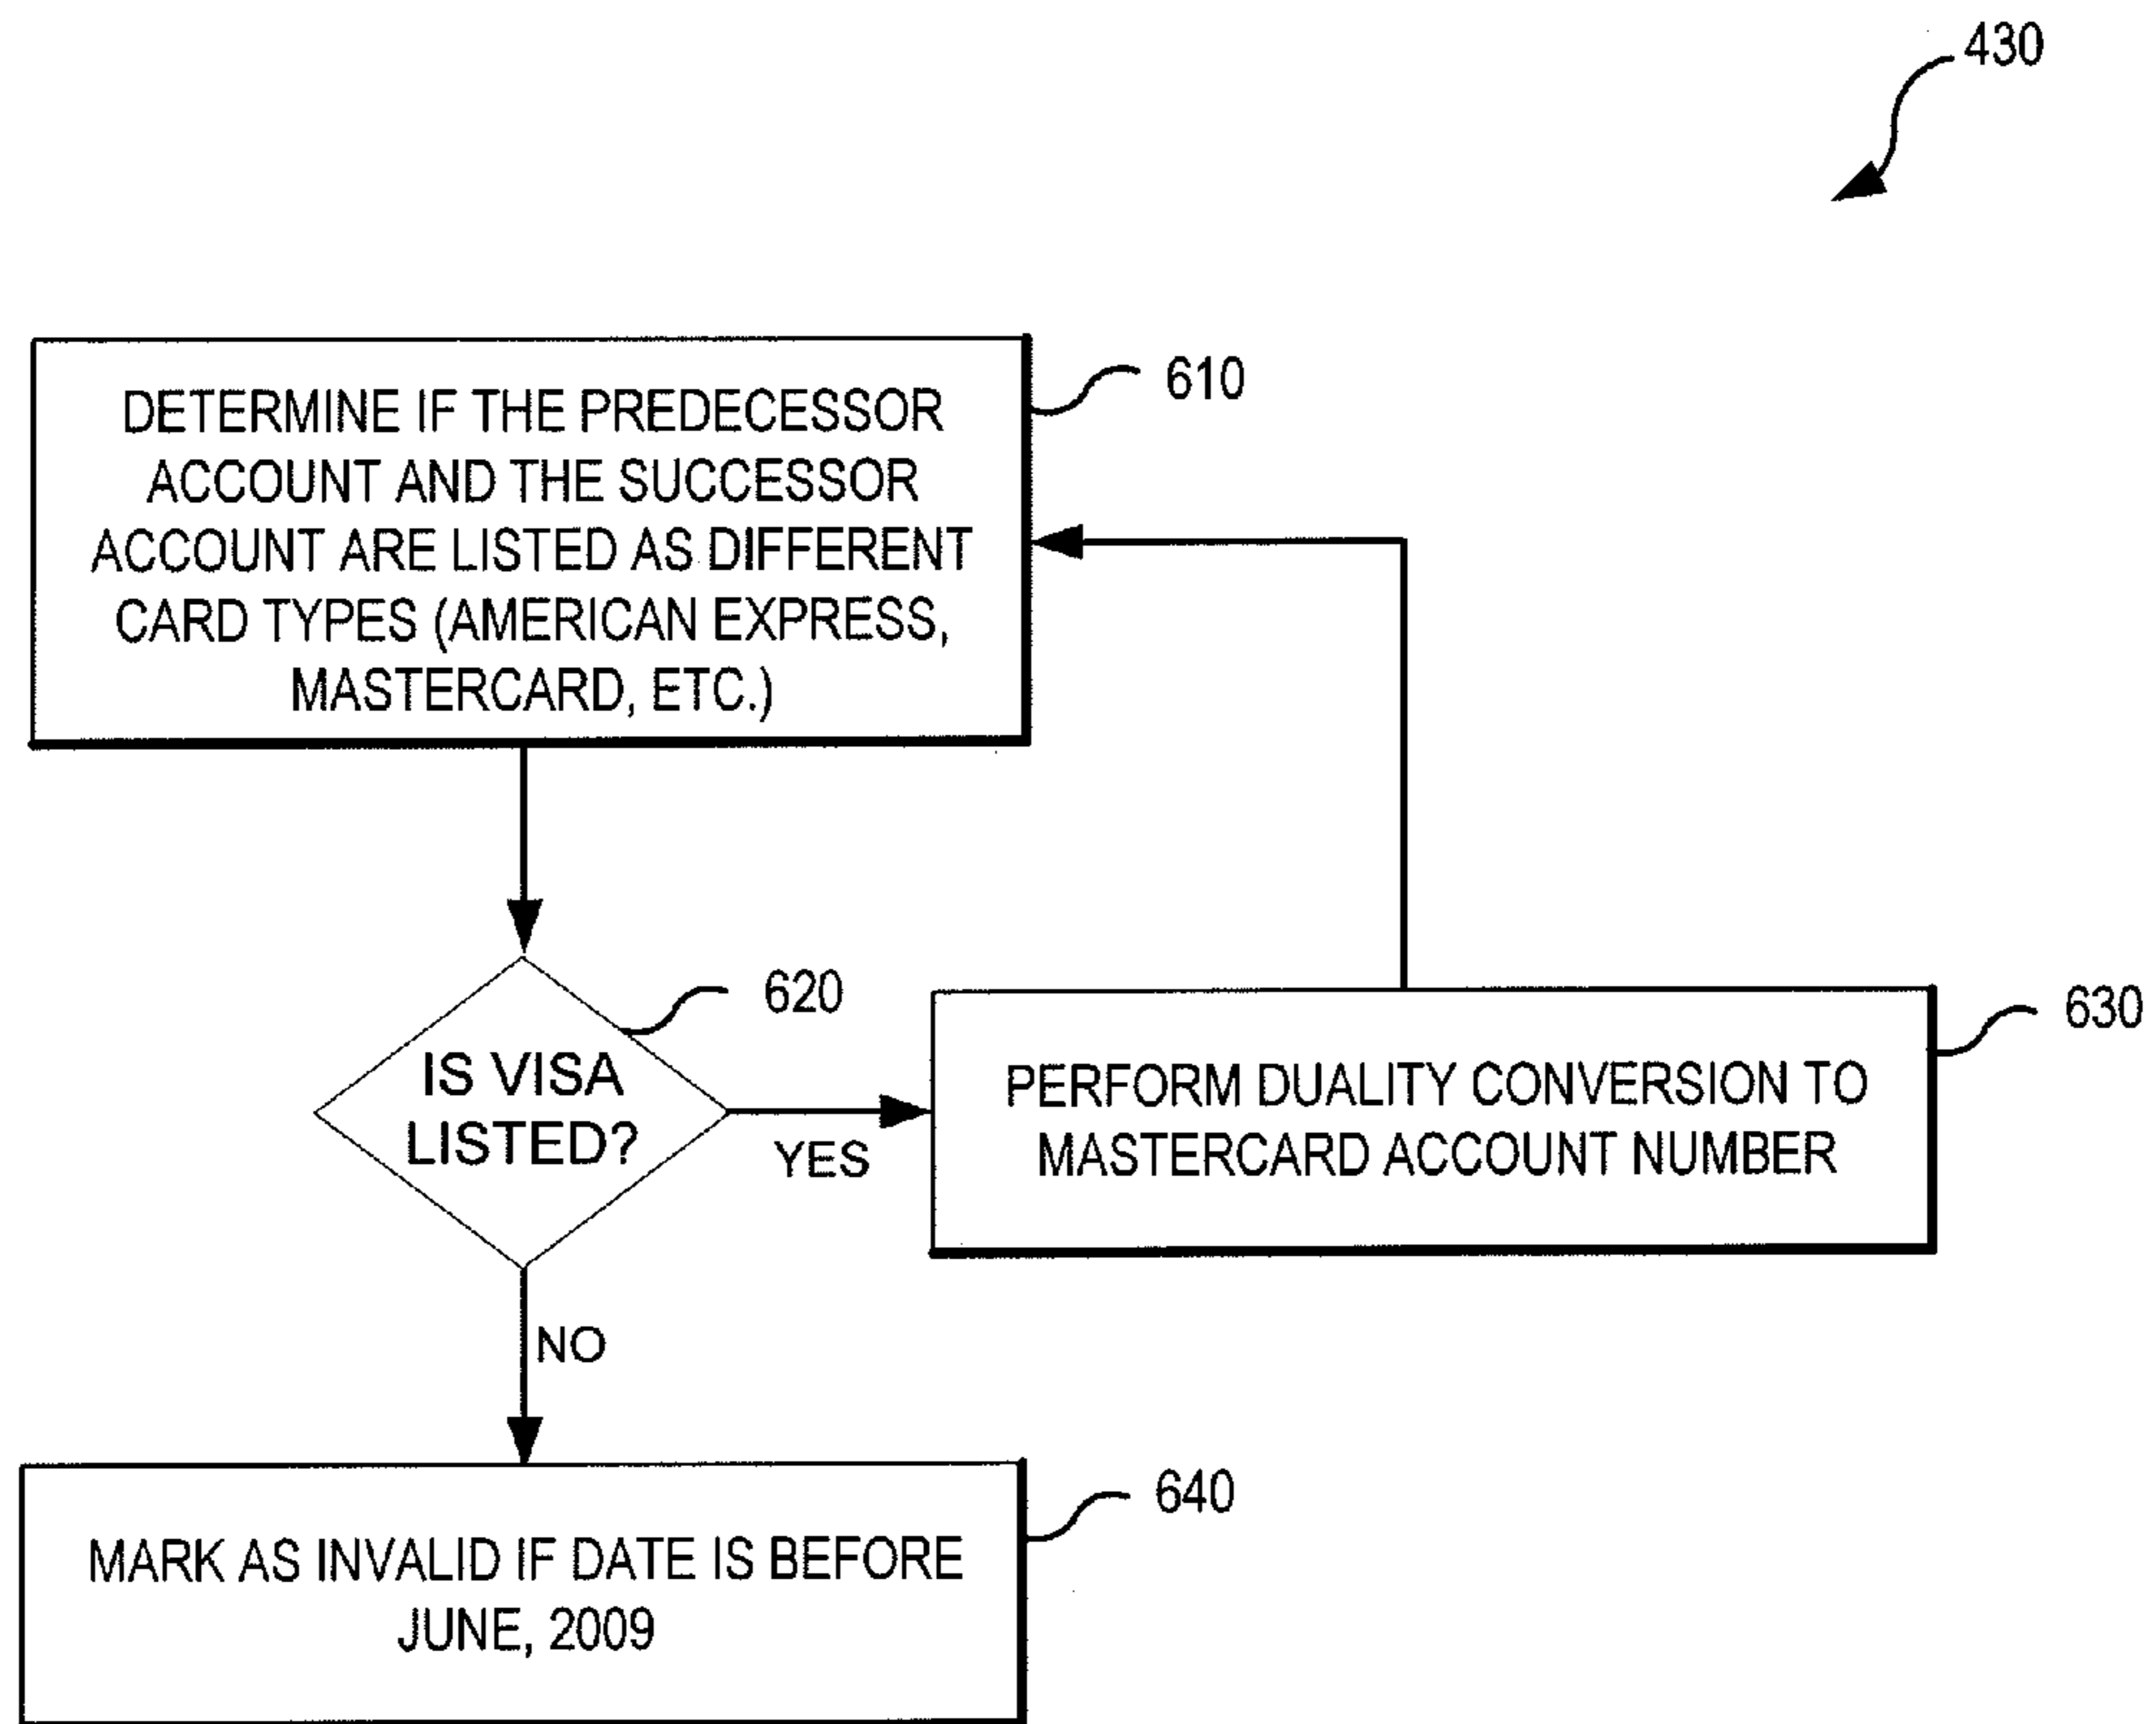 430
DETERMINE IF THE PREDECESSOR
ACCOUNT AND THE SUCCESSOR
ACCOUNT ARE LISTED AS DIFFERENT
CARD TYPES (AMERICAN EXPRESS,
MASTERCARD, ETC.)
610
IS VISA
LISTED?
620
YES
PERFORM DUALITY CONVERSION TO
MASTERCARD ACCOUNT NUMBER
630
NO
MARK AS INVALID IF DATE IS BEFORE
JUNE, 2009
640